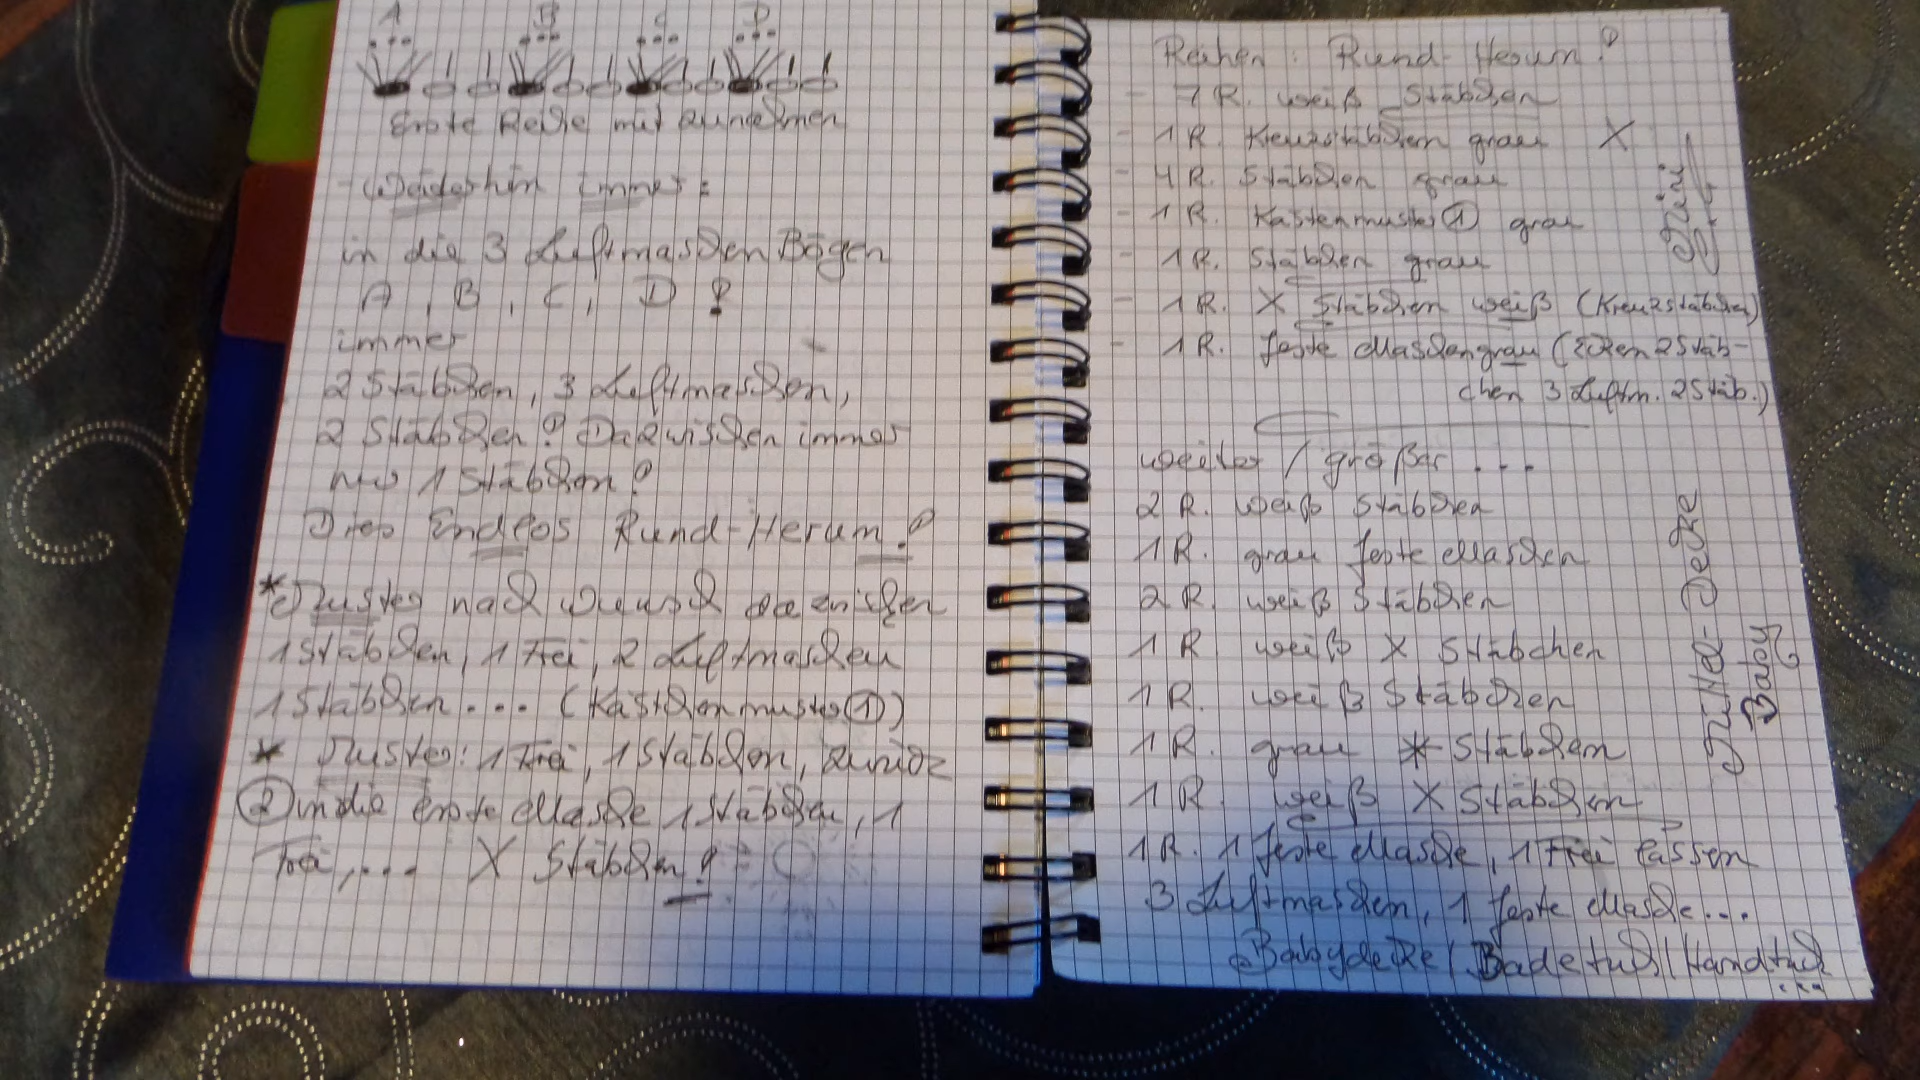 A B C D
Erste Reihe mit Zunehmen
- Weiterhin immer:
in die 3 Luftmaschen Bögen
A, B, C, D !
immer
2 Stäbchen, 3 Luftmaschen,
2 Stäbchen! Dazwischen immer
nur 1 Stäbchen!
Dies Endlos Rund-Herum!
* Muster nach Wunsch dazwischen
1 Stäbchen, 1 Frei, 2 Luftmaschen
1 Stäbchen... (Kästchenmuster ①)
* Muster: 1 Frei, 1 Stäbchen, zurück
② in die erste Masche 1 Stäbchen, 1
Frei, ... X Stäbchen!
Reihen: Rund-Herum!
- 7 R. weiß Stäbchen
- 1 R. Kreuzstäbchen grau X
- 4 R. Stäbchen grau
- 1 R. Kastenmuster ① grau
- 1 R. Stäbchen grau
- 1 R. X Stäbchen weiß (Kreuzstäbchen)
- 1 R. feste Maschen grau (Ecken 2 Stäb-
chen 3 Luftm. 2 Stäb.)
weiter / größer ...
2 R. weiß Stäbchen
1 R. grau feste Maschen
2 R. weiß Stäbchen
1 R. weiß X Stäbchen
1 R. weiß Stäbchen
1 R. grau * Stäbchen
1 R. weiß X Stäbchen
1 R. 1 feste Masche, 1 Frei lassen
3 Luftmaschen, 1 feste Masche...
Babydecke / Badetuch / Handtuch
Decke
Baby